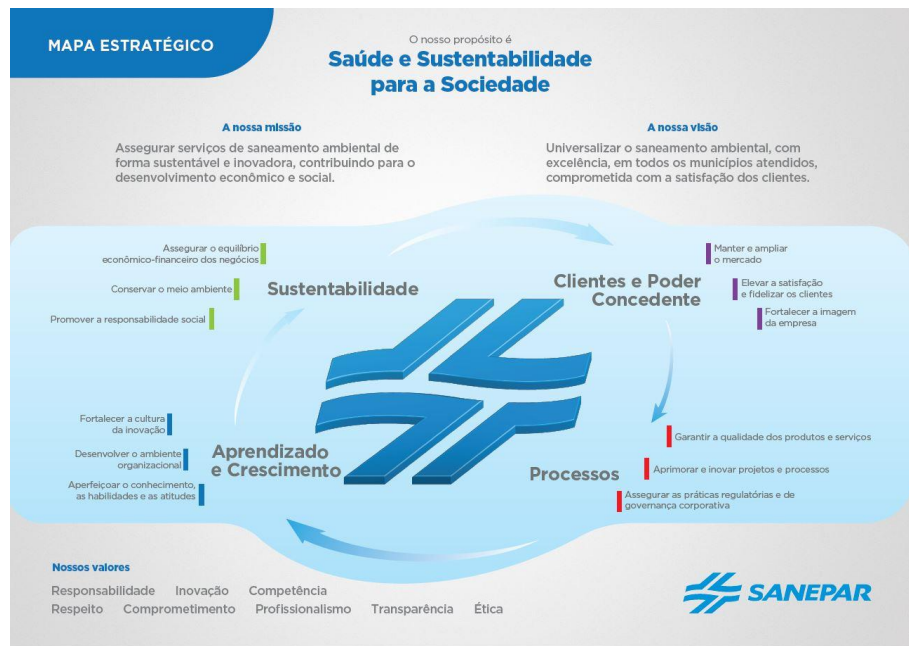 MAPA ESTRATÉGICO
O nosso propósito é
Saúde e Sustentabilidade
para a Sociedade
A nossa missão
Assegurar serviços de saneamento ambiental de
forma sustentável e inovadora, contribuindo para o
desenvolvimento econômico e social.
A nossa visão
Universalizar o saneamento ambiental, com
excelência, em todos os municípios atendidos,
comprometida com a satisfação dos clientes.
Assegurar o equilíbrio
econômico-financeiro dos negócios
Conservar o meio ambiente
Promover a responsabilidade social
Sustentabilidade
Clientes e Poder
Concedente
Manter e ampliar
o mercado
Elevar a satisfação
e fidelizar os clientes
Fortalecer a imagem
da empresa
Fortalecer a cultura
da inovação
Desenvolver o ambiente
organizacional
Aperfeiçoar o conhecimento,
as habilidades e as atitudes
Aprendizado
e Crescimento
Processos
Garantir a qualidade dos produtos e serviços
Aprimorar e inovar projetos e processos
Assegurar as práticas regulatórias e de
governança corporativa
Nossos valores
Responsabilidade Inovação Competência
Respeito Comprometimento Profissionalismo Transparência Ética
SANEPAR